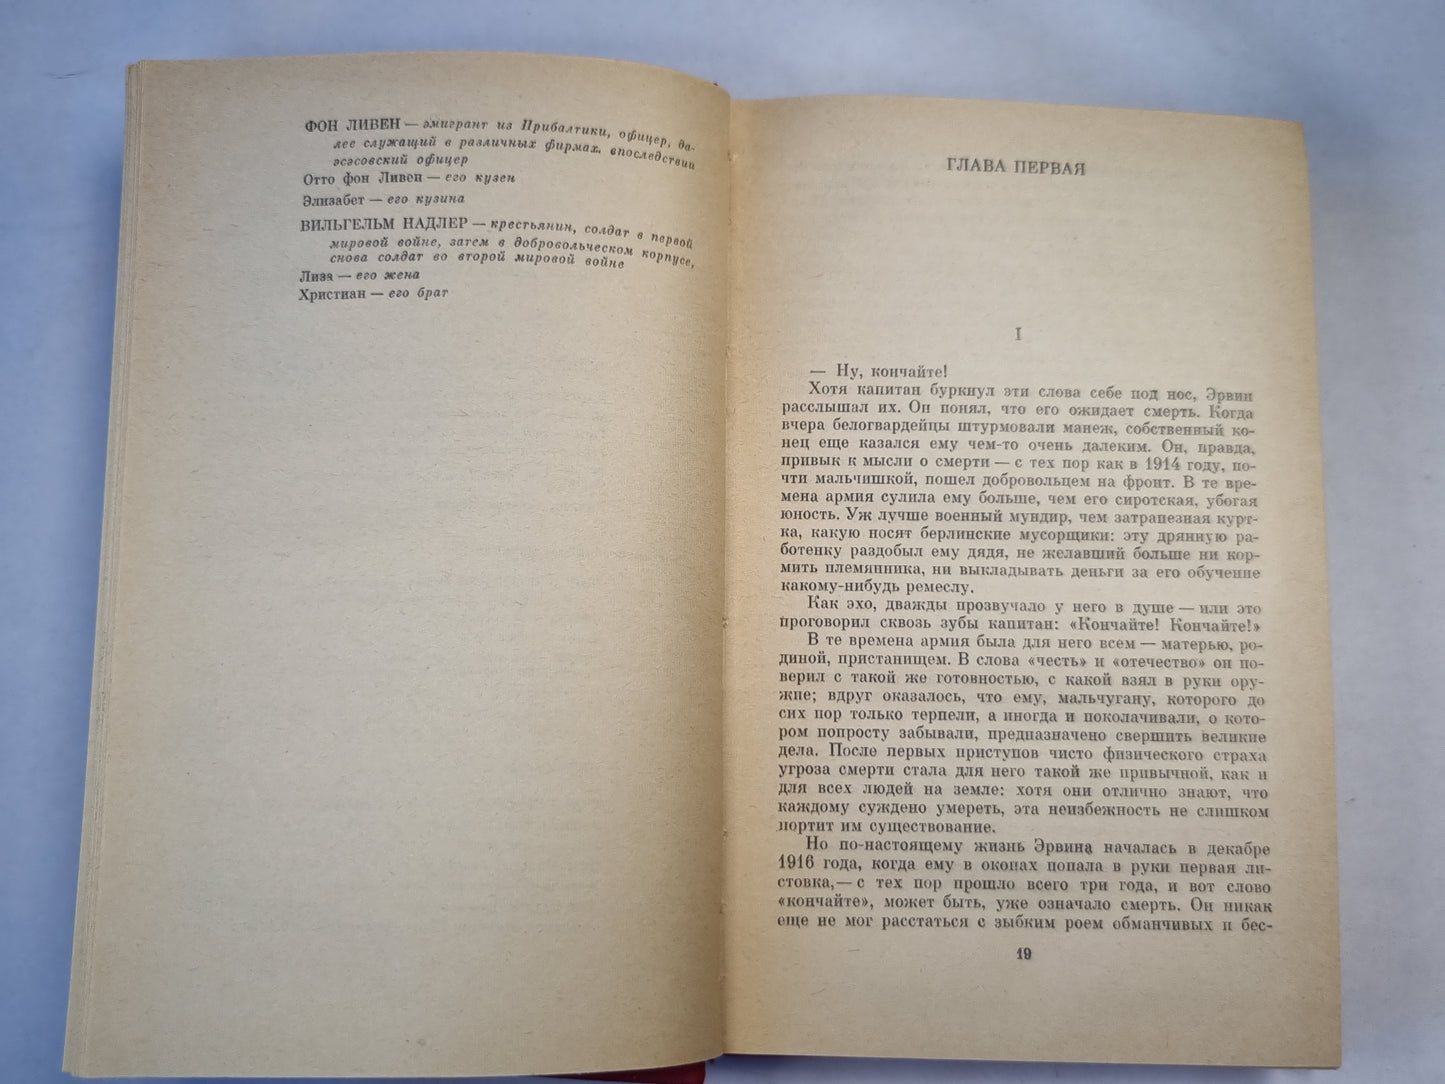 ФОН ЛИВЕН — эмигрант из Прибалтики, офицер, да-
лее служащий в различных фирмах, впоследствии
эсэсовский офицер
Отто фон Ливен — его кузен
Элизабет — его кузина
ВИЛЬГЕЛЬМ НАДЛЕР — крестьянин, солдат в первой
мировой войне, затем в добровольческом корпусе,
снова солдат во второй мировой войне
Лиза — его жена
Христиан — его брат
ГЛАВА ПЕРВАЯ
I
— Ну, кончайте!
Хотя капитан буркнул эти слова себе под нос, Эрвин
расслышал их. Он понял, что его ожидает смерть. Когда
вчера белогвардейцы штурмовали манеж, собственный ко-
нец еще казался ему чем-то очень далеким. Он, правда,
привык к мысли о смерти — с тех пор как в 1914 году, по-
чти мальчишкой, пошел добровольцем на фронт. В те вре-
мена армия сулила ему больше, чем его сиротская, убогая
юность. Уж лучше военный мундир, чем затрапезная курт-
ка, какую носят берлинские мусорщики: эту дрянную ра-
ботенку раздобыл ему дядя, не желавший больше ни кор-
мить племянника, ни выкладывать деньги за его обучение
какому-нибудь ремеслу.
Как эхо, дважды прозвучало у него в душе — или это
проговорил сквозь зубы капитан: «Кончайте! Кончайте!»
В те времена армия была для него всем — матерью, ро-
диной, пристанищем. В слова «честь» и «отечество» он по-
верил с такой же готовностью, с какой взял в руки ору-
жие; вдруг оказалось, что ему, мальчугану, которого до
сих пор только терпели, а иногда и поколачивали, о кото-
ром попросту забывали, предназначено свершить великие
дела. После первых приступов чисто физического страха
угроза смерти стала для него такой же привычной, как и
для всех людей на земле: хотя они отлично знают, что
каждому суждено умереть, эта неизбежность не слишком
портит им существование.
Но по-настоящему жизнь Эрвина началась в декабре
1916 года, когда ему в окопах попала в руки первая ли-
стовка,— с тех пор прошло всего три года, и вот слово
«кончайте», может быть, уже означало смерть. Он никак
еще не мог расстаться с зыбким роем обманчивых и бес-
19